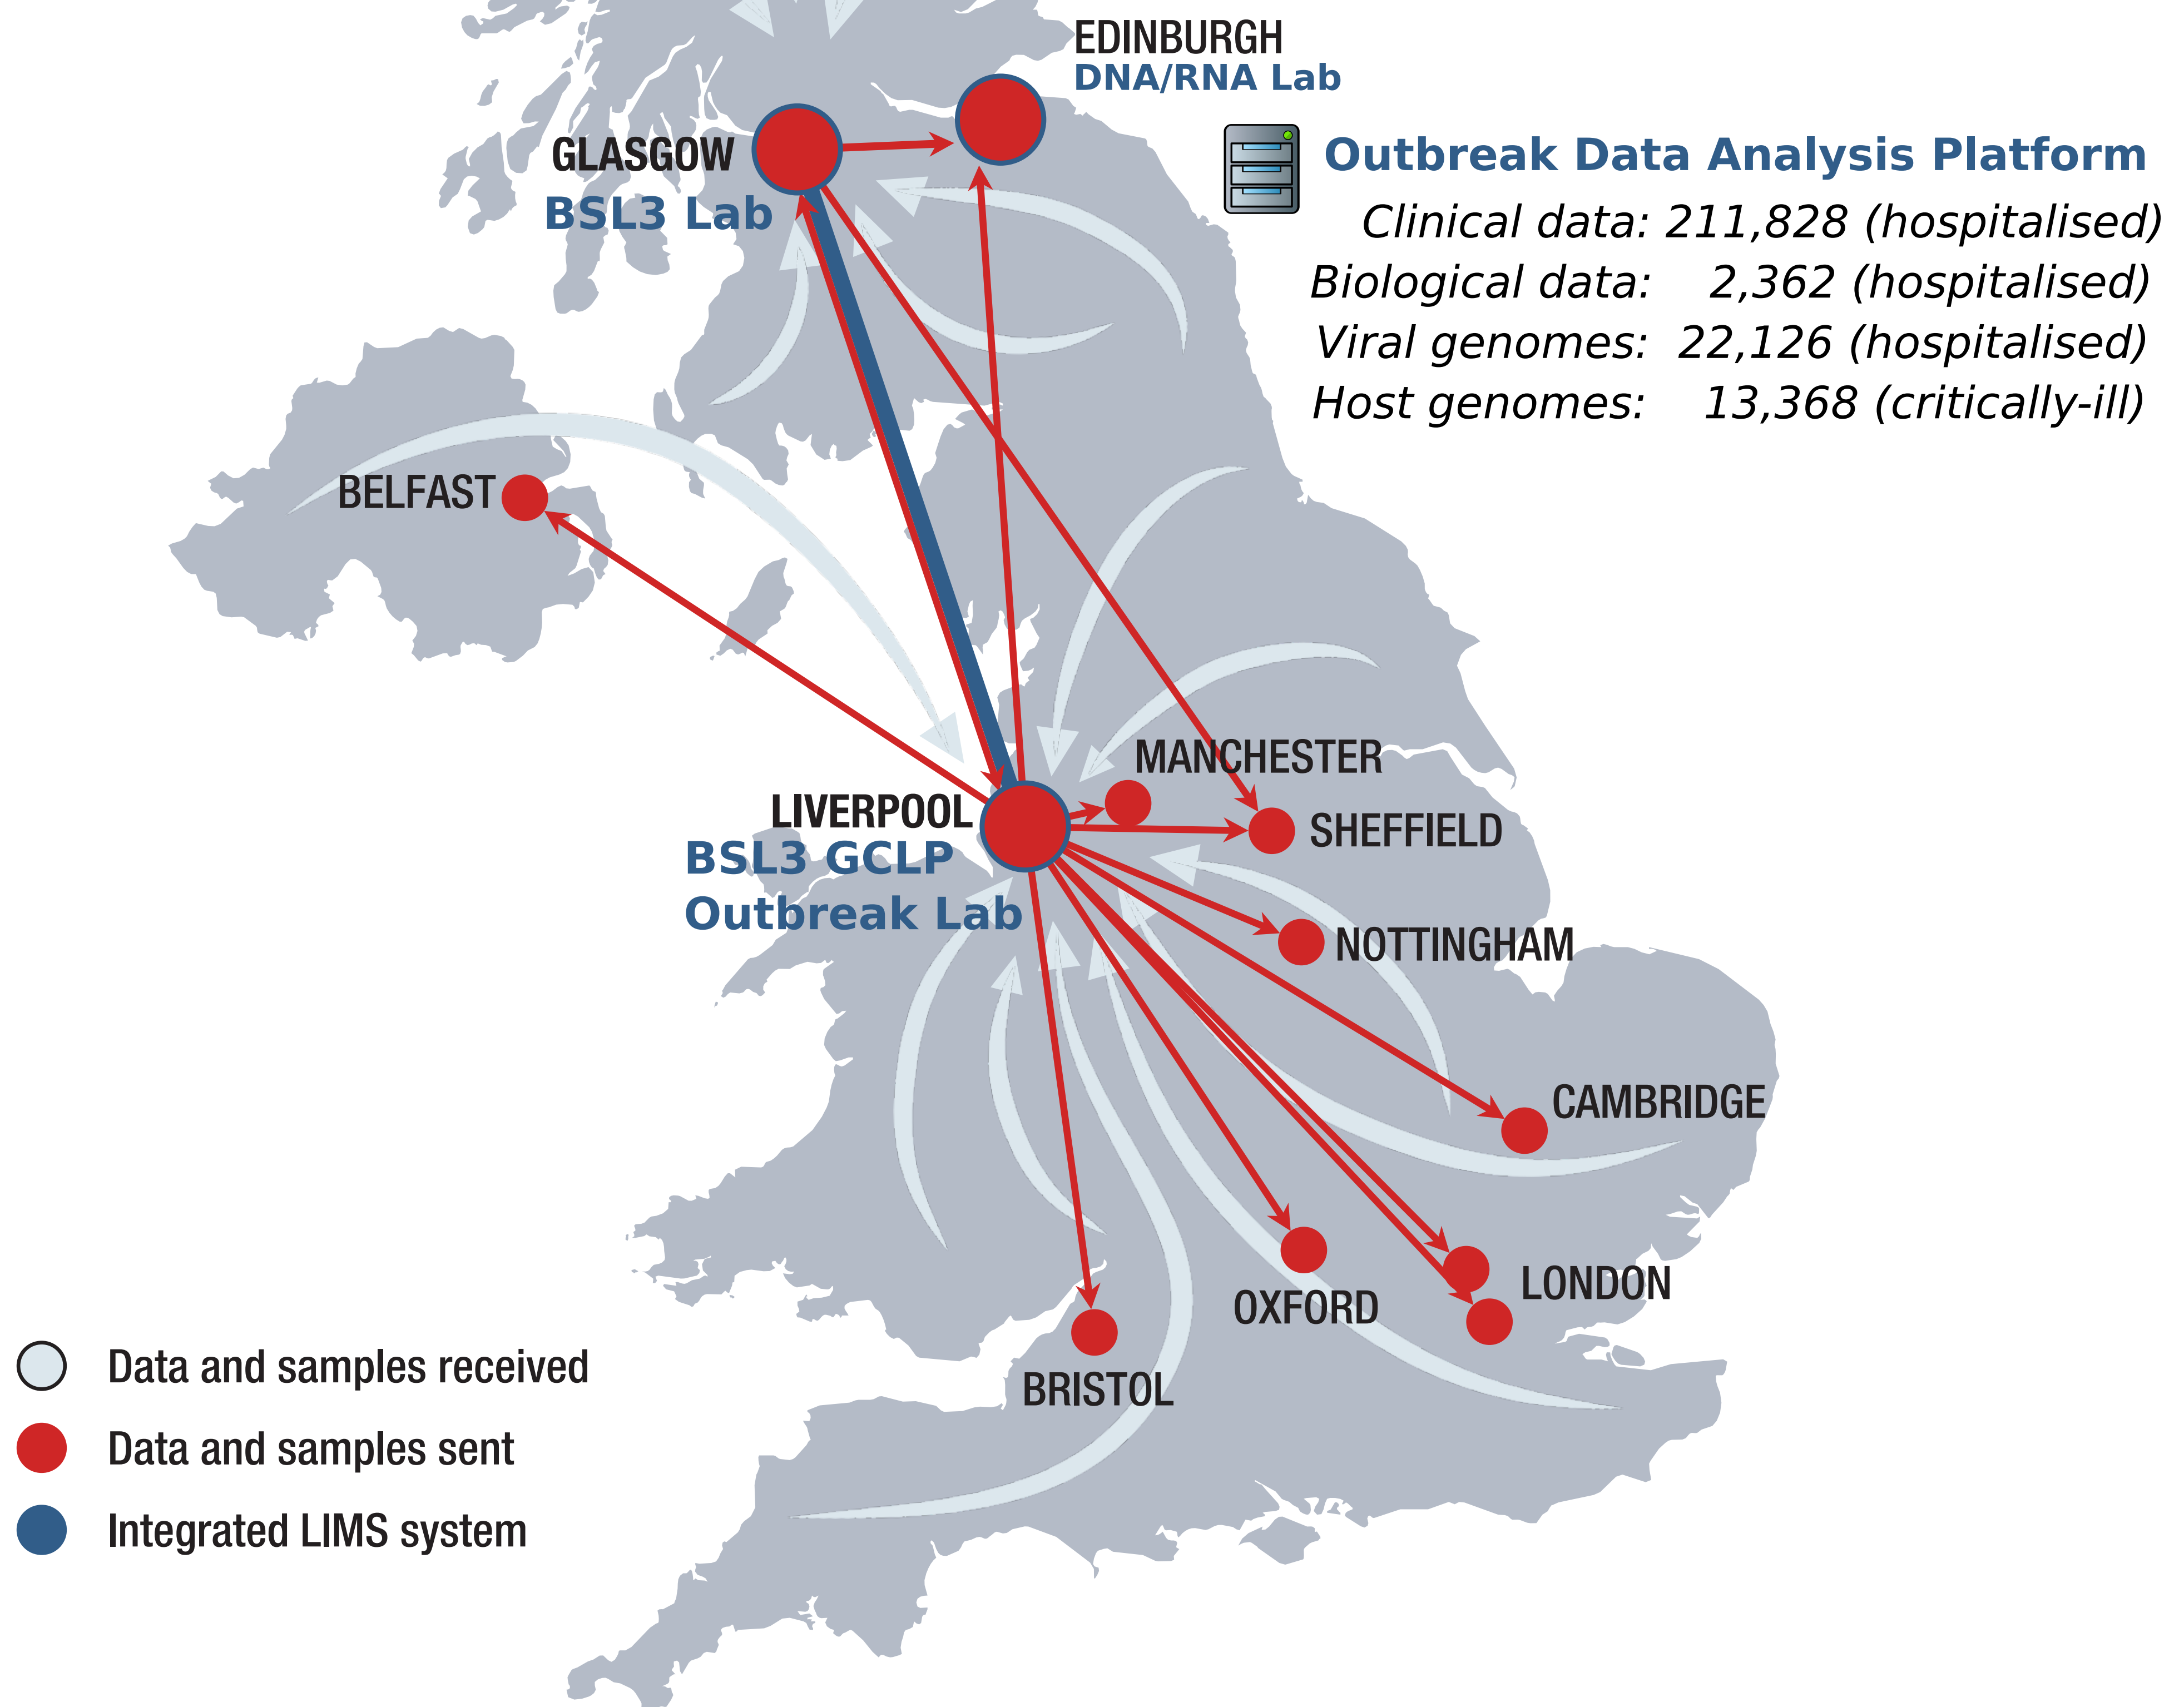 EDINBURGH
DNA/RNA Lab
GLASGOW
BSL3 Lab
Outbreak Data Analysis Platform
Clinical data: 211,828 (hospitalised)
Biological data: 2,362 (hospitalised)
Viral genomes: 22,126 (hospitalised)
Host genomes: 13,368 (critically-ill)
BELFAST
MANCHESTER
LIVERPOOL
BSL3 GCLP
Outbreak Lab
SHEFFIELD
NOTTINGHAM
CAMBRIDGE
LONDON
OXFORD
BRISTOL
Data and samples received
Data and samples sent
Integrated LIMS system